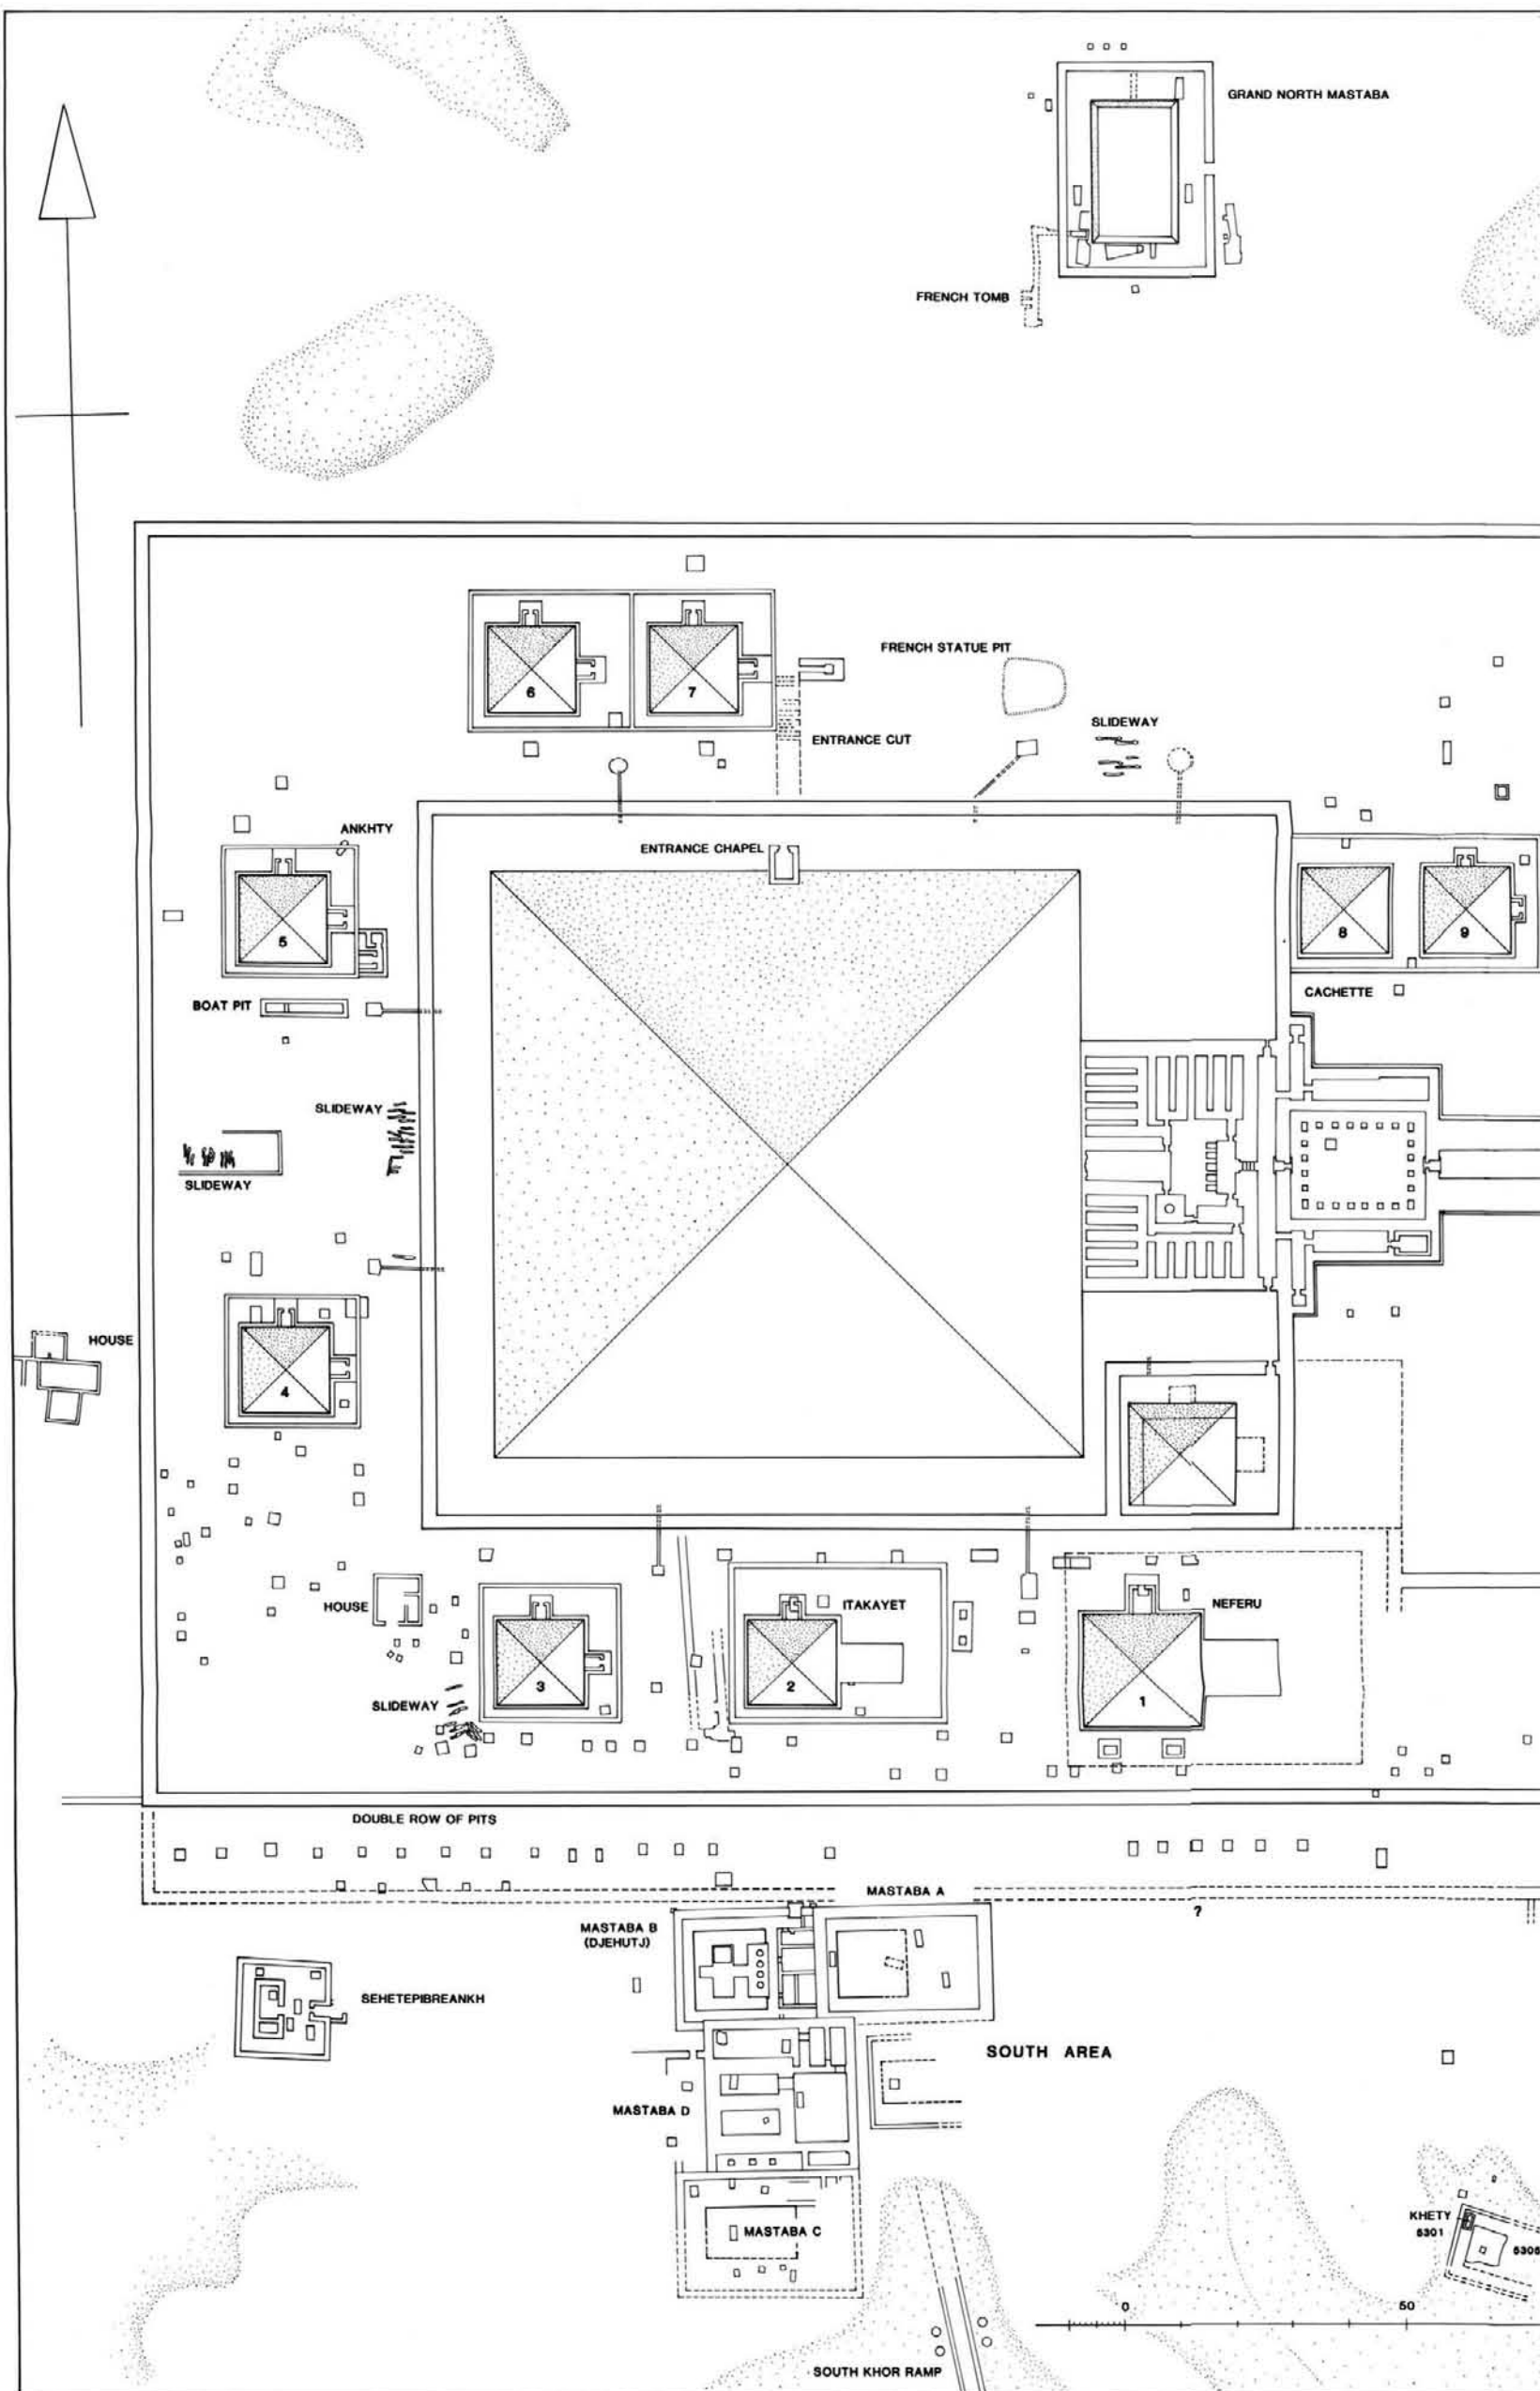 GRAND NORTH MASTABA
FRENCH TOMB
FRENCH STATUE PIT
6
7
SLIDEWAY
ENTRANCE CUT
ANKHTY
ENTRANCE CHAPEL
5
8
9
CACHETTE
BOAT PIT
SLIDEWAY
SLIDEWAY
HOUSE
4
HOUSE
ITAKAYET
NEFERU
3
2
1
SLIDEWAY
DOUBLE ROW OF PITS
MASTABA A
?
MASTABA B
(DJEHUTJ)
SEHETEPIBREANKH
SOUTH AREA
MASTABA D
MASTABA C
KHETY
5301
0
50
SOUTH KHOR RAMP